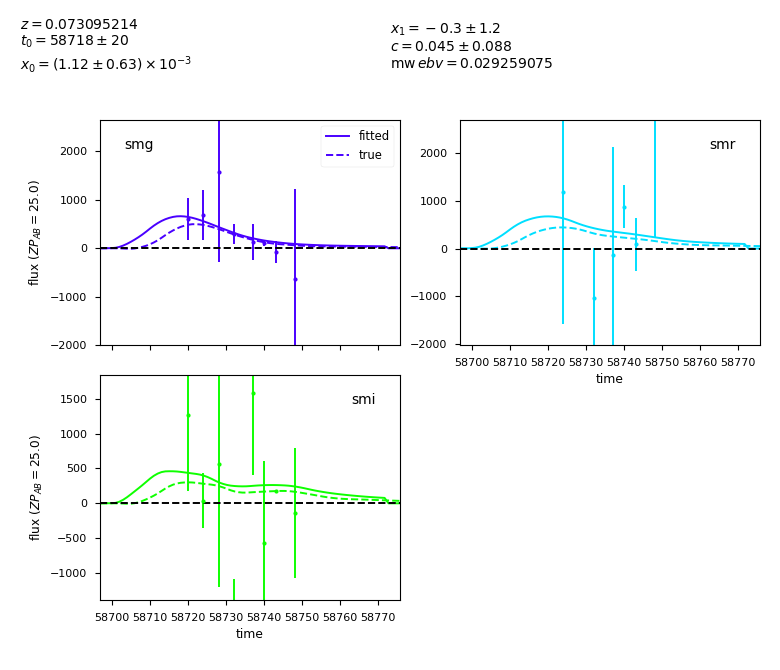 z = 0.073095214
t₀ = 58718 ± 20
x₀ = (1.12 ± 0.63) × 10⁻³
x₁ = −0.3 ± 1.2
c = 0.045 ± 0.088
mw ebv = 0.029259075
smg
fitted
true
2000
1000
0
−1000
−2000
flux (ZP_AB = 25.0)
smr
2000
1000
0
−1000
−2000
58700 58710 58720 58730 58740 58750 58760 58770
time
smi
1500
1000
500
0
−500
−1000
flux (ZP_AB = 25.0)
58700 58710 58720 58730 58740 58750 58760 58770
time